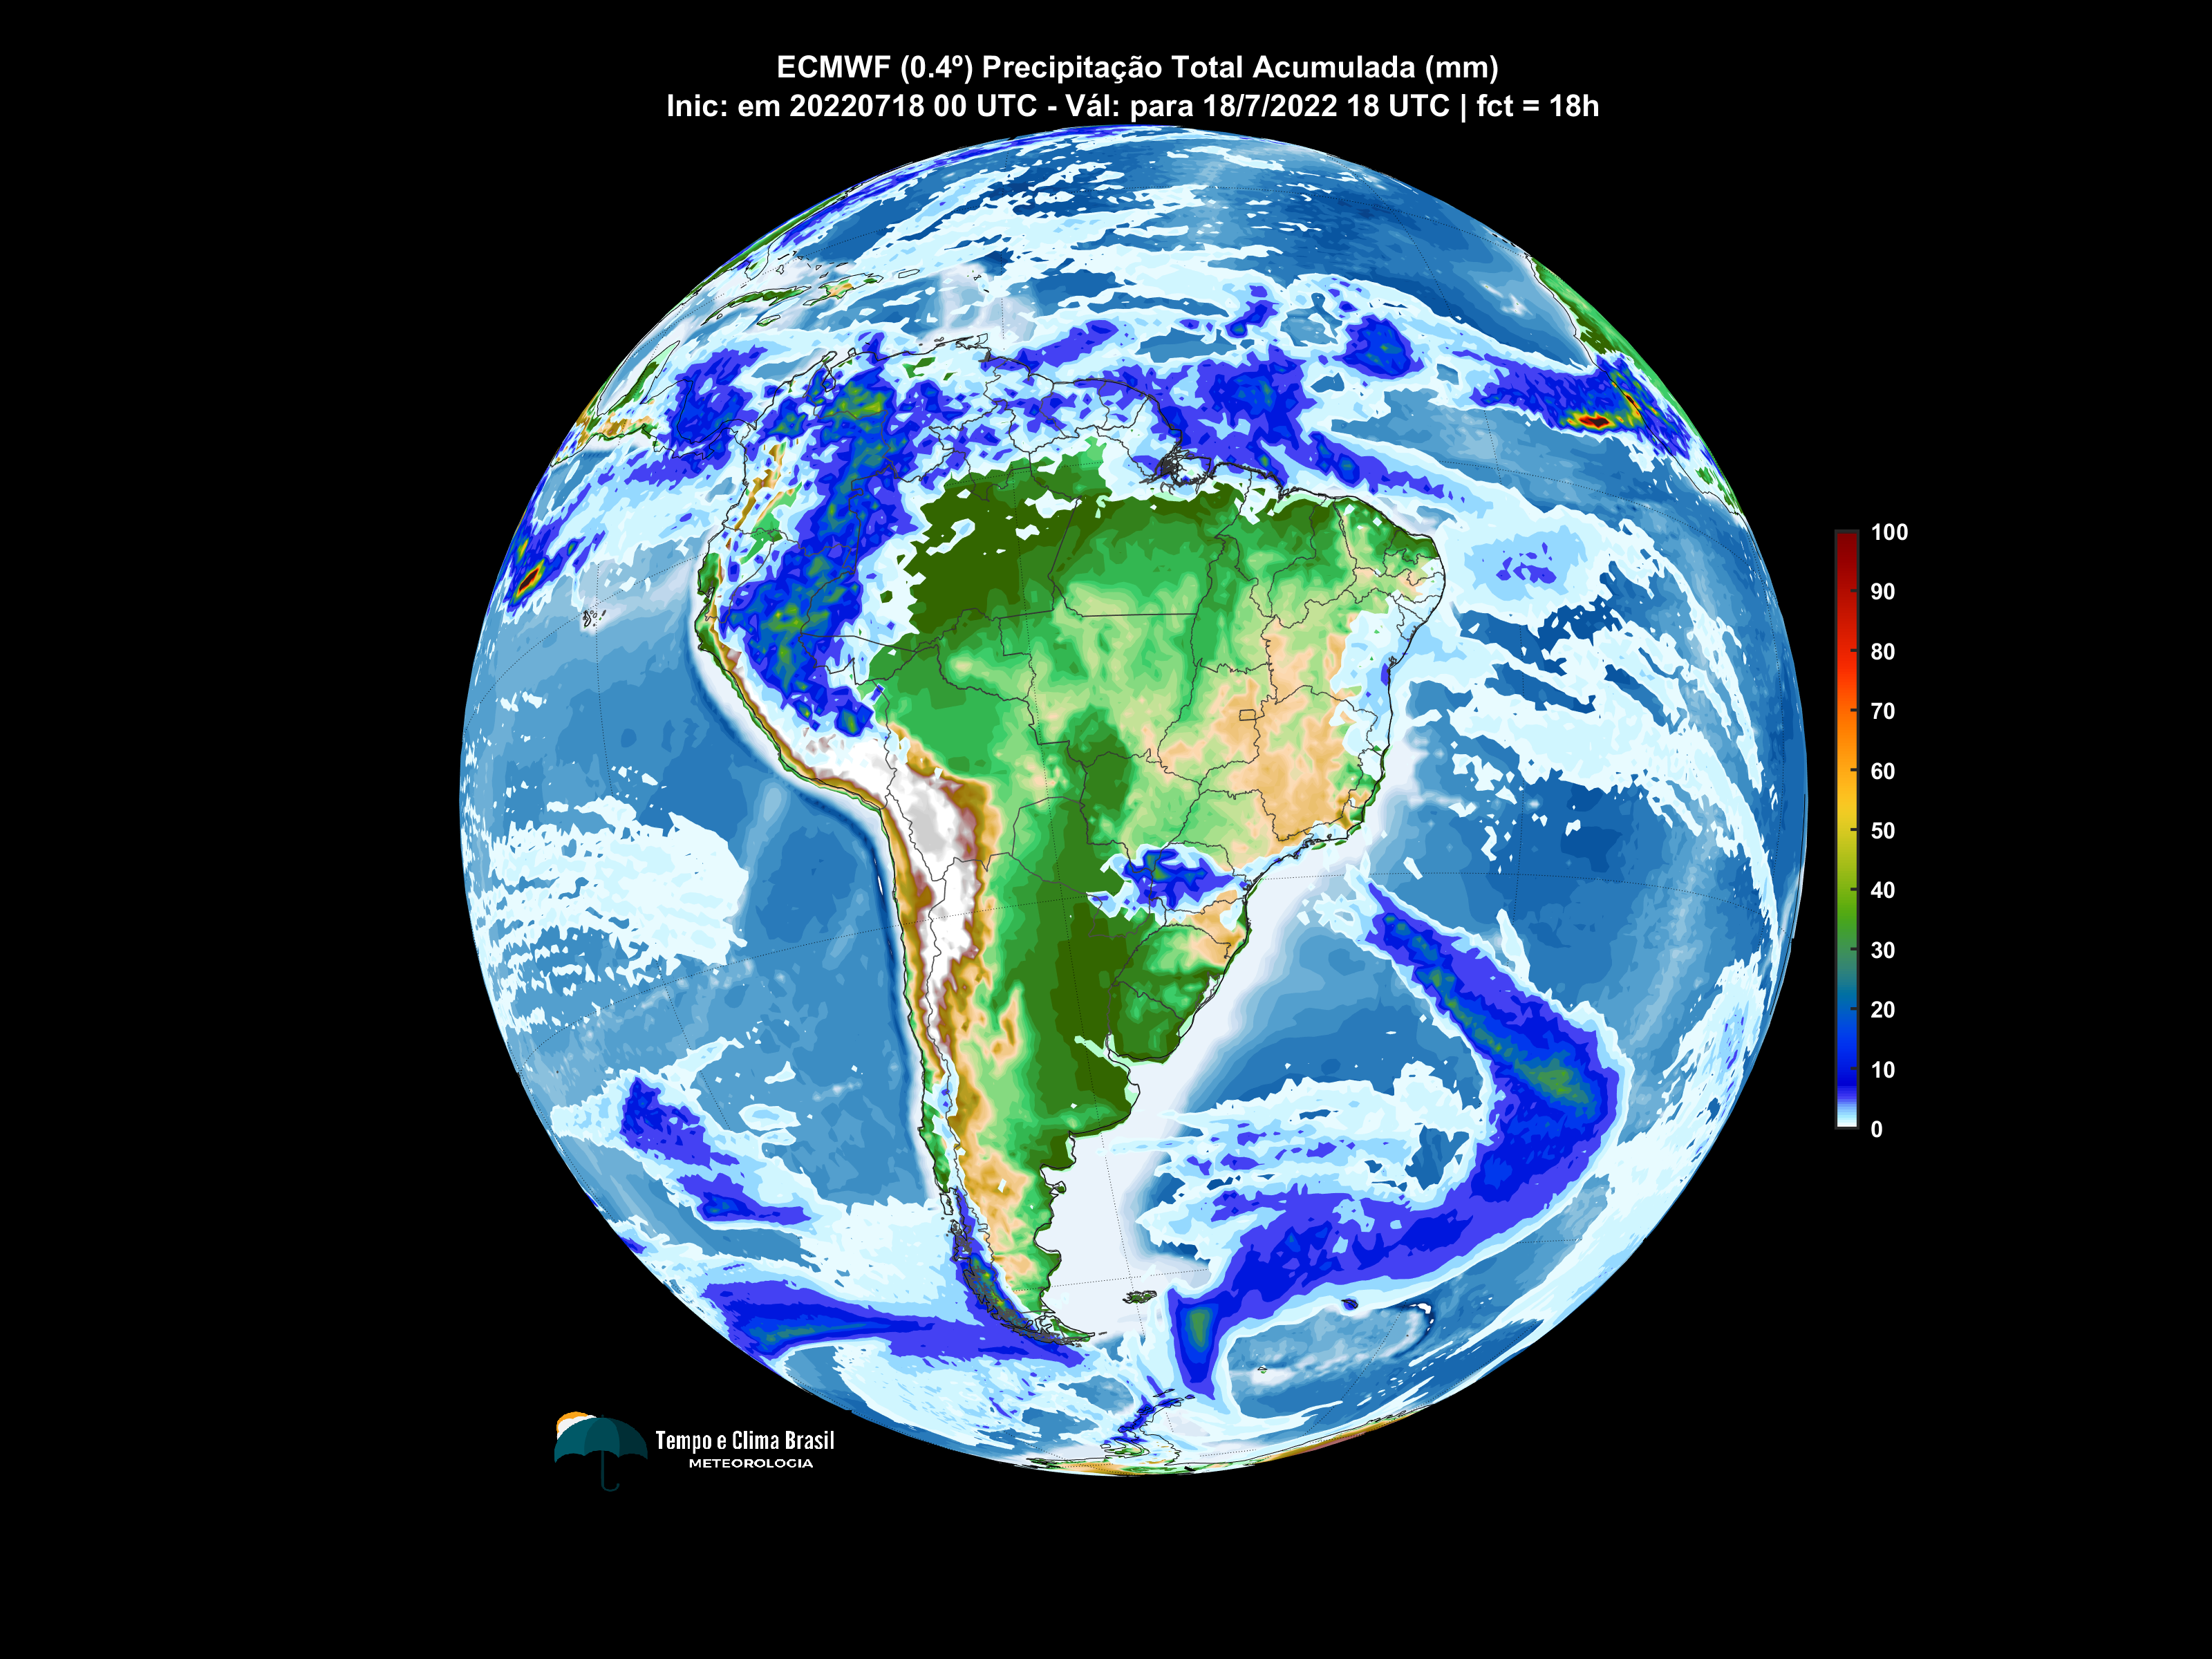 ECMWF (0.4º) Precipitação Total Acumulada (mm)
Inic: em 20220718 00 UTC - Vál: para 18/7/2022 18 UTC | fct = 18h
100
90
80
70
60
50
40
30
20
10
0
Tempo e Clima Brasil
METEOROLOGIA